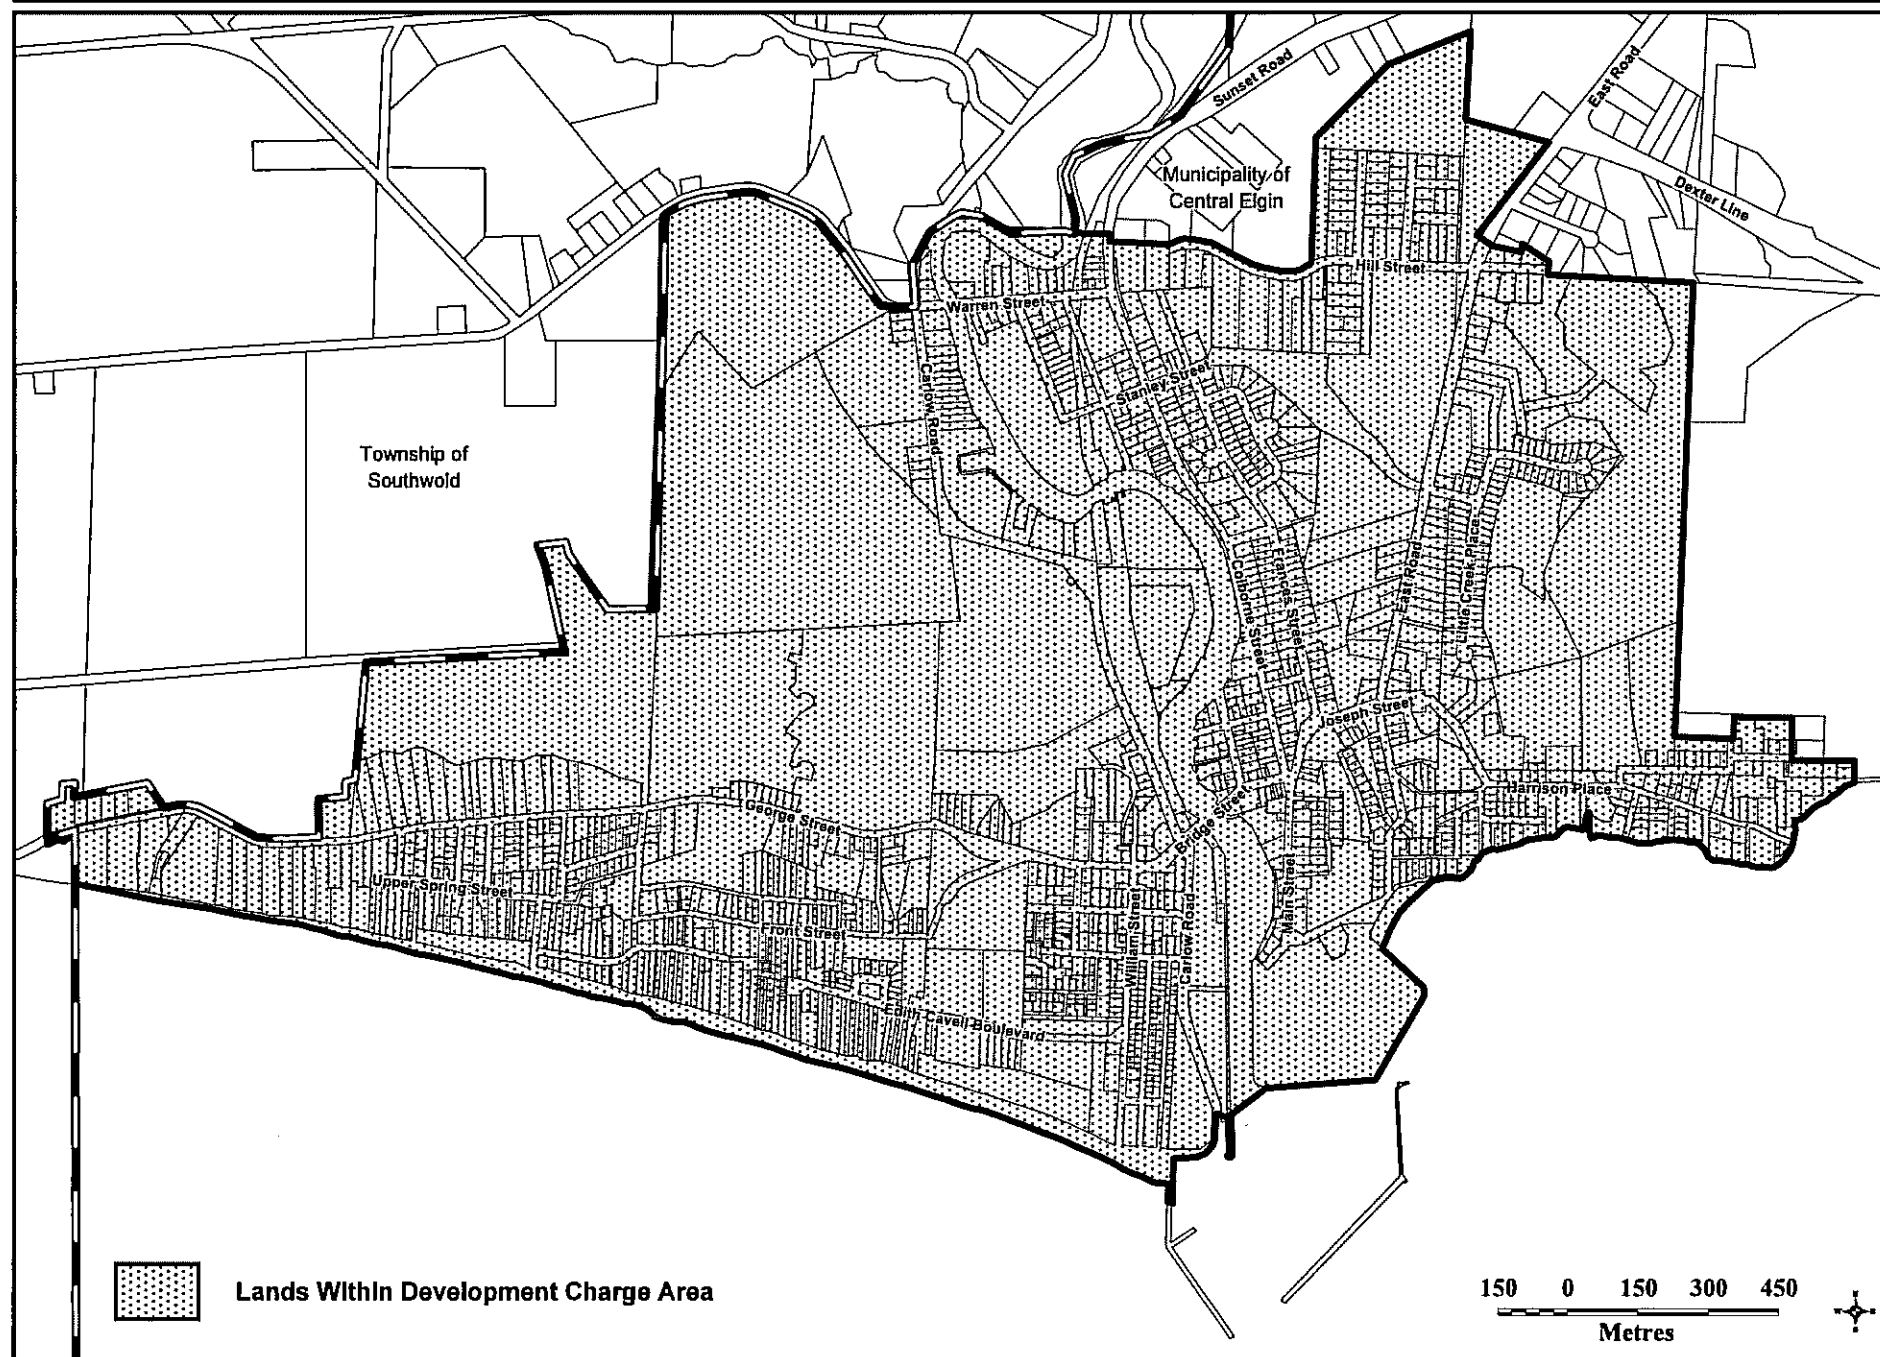 Sunset Road
East Road
Municipality of
Central Elgin
Dexter Line
Hill Street
Warren Street
Stanley Street
Carlow Road
Township of
Southwold
Colborne Street
Frances Street
East Road
Little Creek Place
Joseph Street
Harrison Place
George Street
Bridge Street
Upper Spring Street
Front Street
William Street
Carlow Road
Main Street
Edith Cavell Boulevard
Lands Within Development Charge Area
150 0 150 300 450
Metres